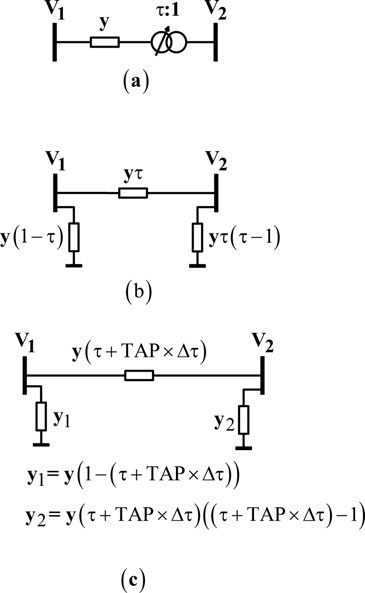 V1 y τ:1 V2
(a)
V1 yτ V2
y(1−τ) yτ(τ−1)
(b)
V1 y(τ+TAP×Δτ) V2
y1 y2
y1=y(1−(τ+TAP×Δτ))
y2=y(τ+TAP×Δτ)((τ+TAP×Δτ)−1)
(c)